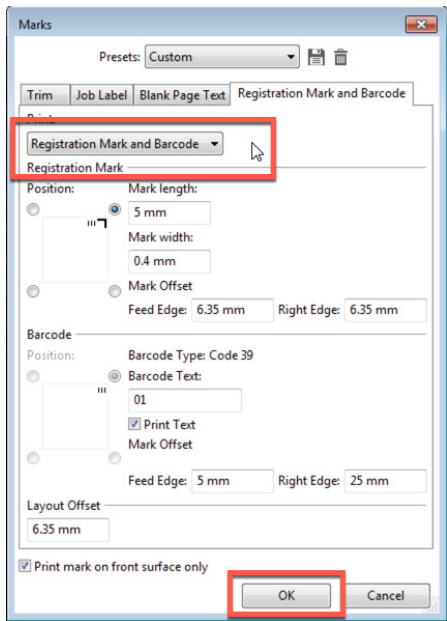 Marks
Presets: Custom
Trim Job Label Blank Page Text Registration Mark and Barcode
Print
Registration Mark and Barcode
Registration Mark
Position: Mark length:
5 mm
Mark width:
0.4 mm
Mark Offset
Feed Edge: 6.35 mm Right Edge: 6.35 mm
Barcode
Position: Barcode Type: Code 39
Barcode Text:
01
Print Text
Mark Offset
Feed Edge: 5 mm Right Edge: 25 mm
Layout Offset
6.35 mm
Print mark on front surface only
OK Cancel